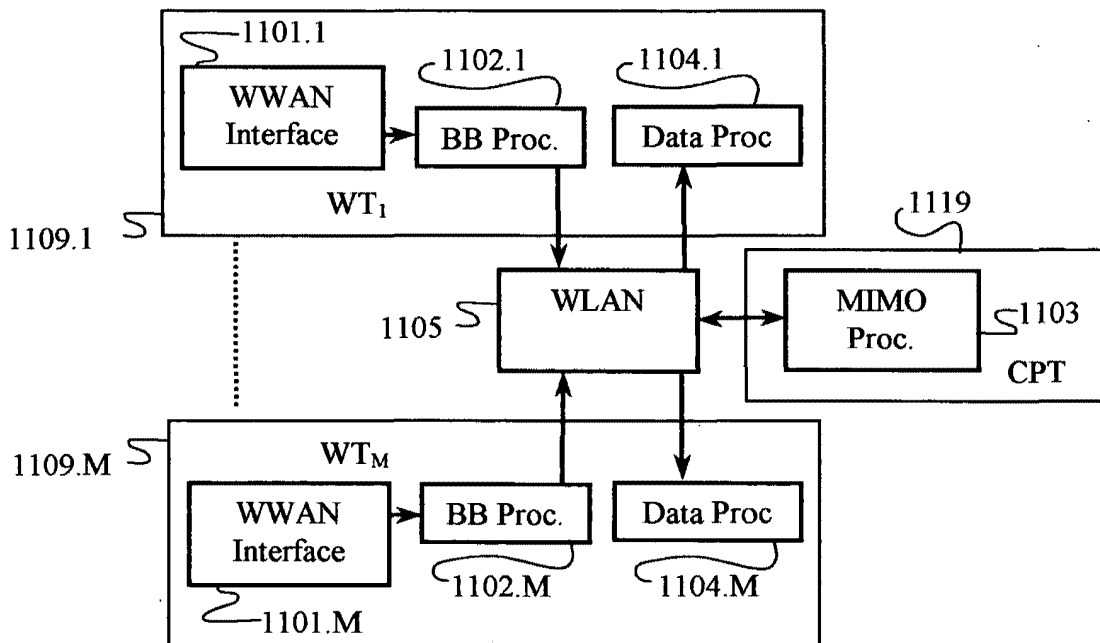 1101.1
1102.1
1104.1
WWAN
Interface
BB Proc.
Data Proc
WT1
1109.1
1119
WLAN
1105
MIMO
Proc.
1103
CPT
1109.M
WTM
WWAN
Interface
BB Proc.
Data Proc
1102.M
1104.M
1101.M